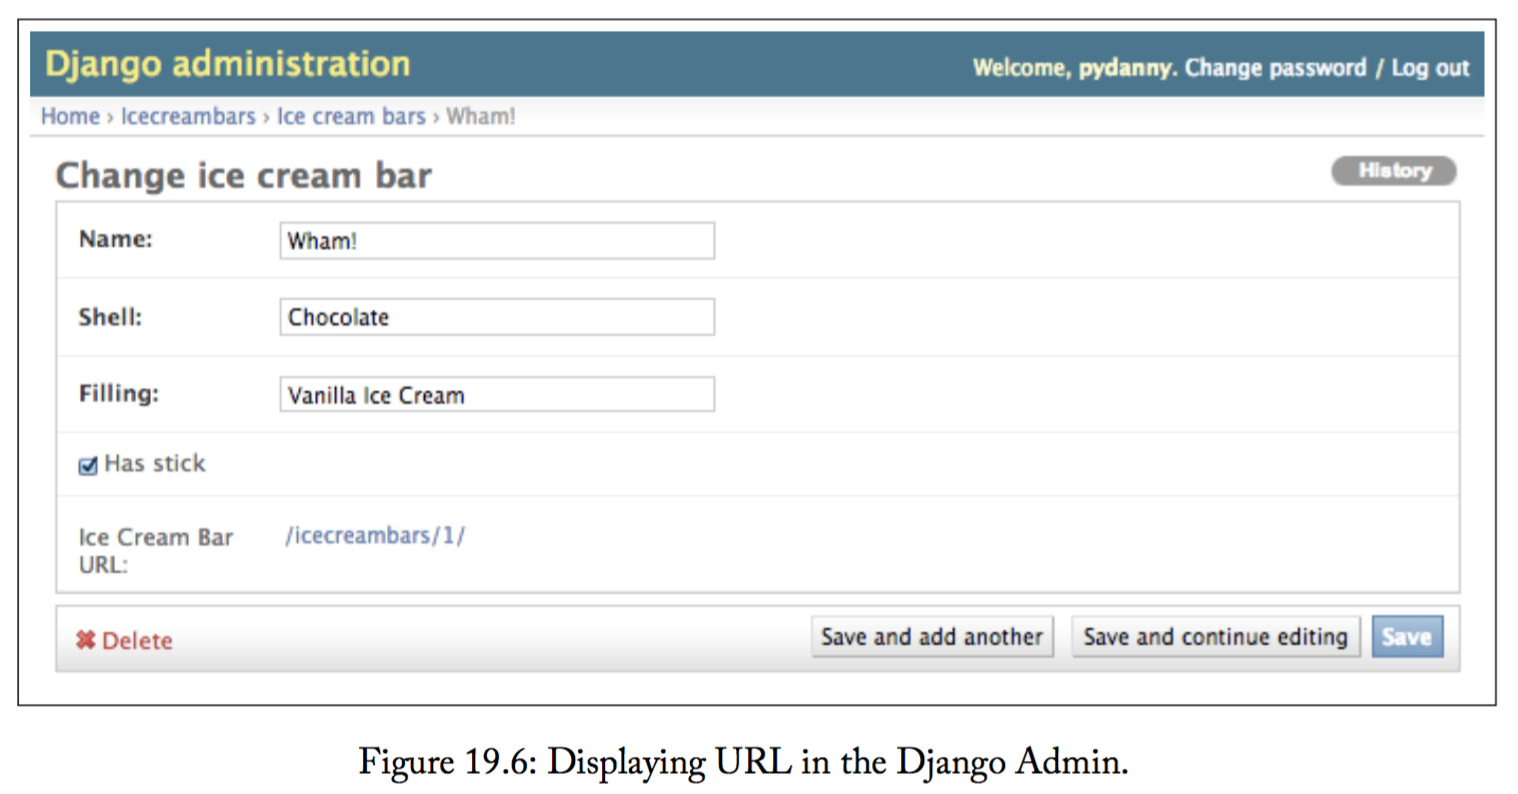 Django administration
Welcome, pydanny. Change password / Log out
Home › Icecreambars › Ice cream bars › Wham!
Change ice cream bar
History
Name: Wham!
Shell: Chocolate
Filling: Vanilla Ice Cream
Has stick
Ice Cream Bar /icecreambars/1/
URL:
Delete Save and add another Save and continue editing Save
Figure 19.6: Displaying URL in the Django Admin.